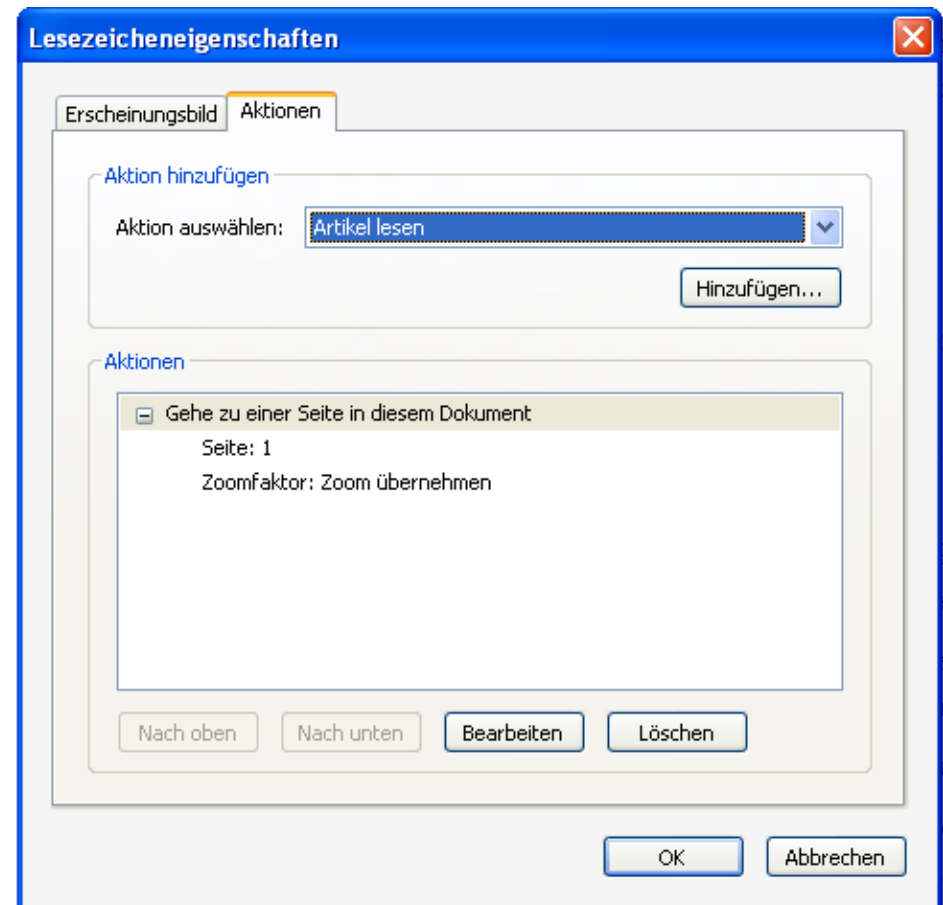 Lesezeicheneigenschaften
Erscheinungsbild Aktionen
Aktion hinzufügen
Aktion auswählen: Artikel lesen
Hinzufügen...
Aktionen
Gehe zu einer Seite in diesem Dokument
Seite: 1
Zoomfaktor: Zoom übernehmen
Nach oben Nach unten Bearbeiten Löschen
OK Abbrechen